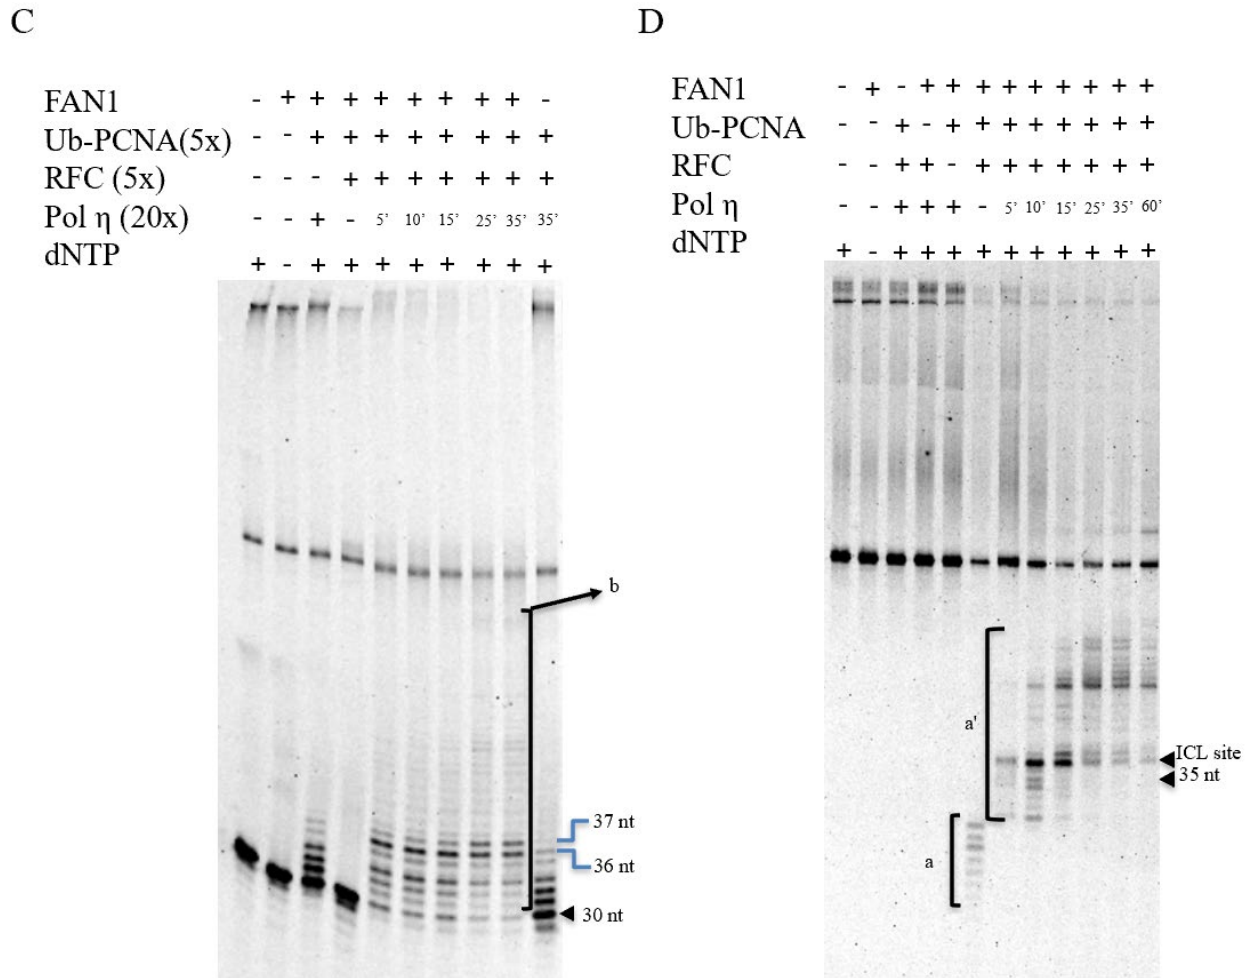 C
FAN1 - + + + + + + + + -
Ub-PCNA(5x) - - + + + + + + + +
RFC (5x) - - - + + + + + + +
Pol η (20x) - - + - 5’ 10’ 15’ 25’ 35’ 35’
dNTP + - + + + + + + + +
b
37 nt
36 nt
30 nt
D
FAN1 - + - + + + + + + + + +
Ub-PCNA - - + - + + + + + + + +
RFC - - + + - + + + + + + +
Pol η - - + + + - 5’ 10’ 15’ 25’ 35’ 60’
dNTP + - + + + + + + + + + +
a'
ICL site
35 nt
a